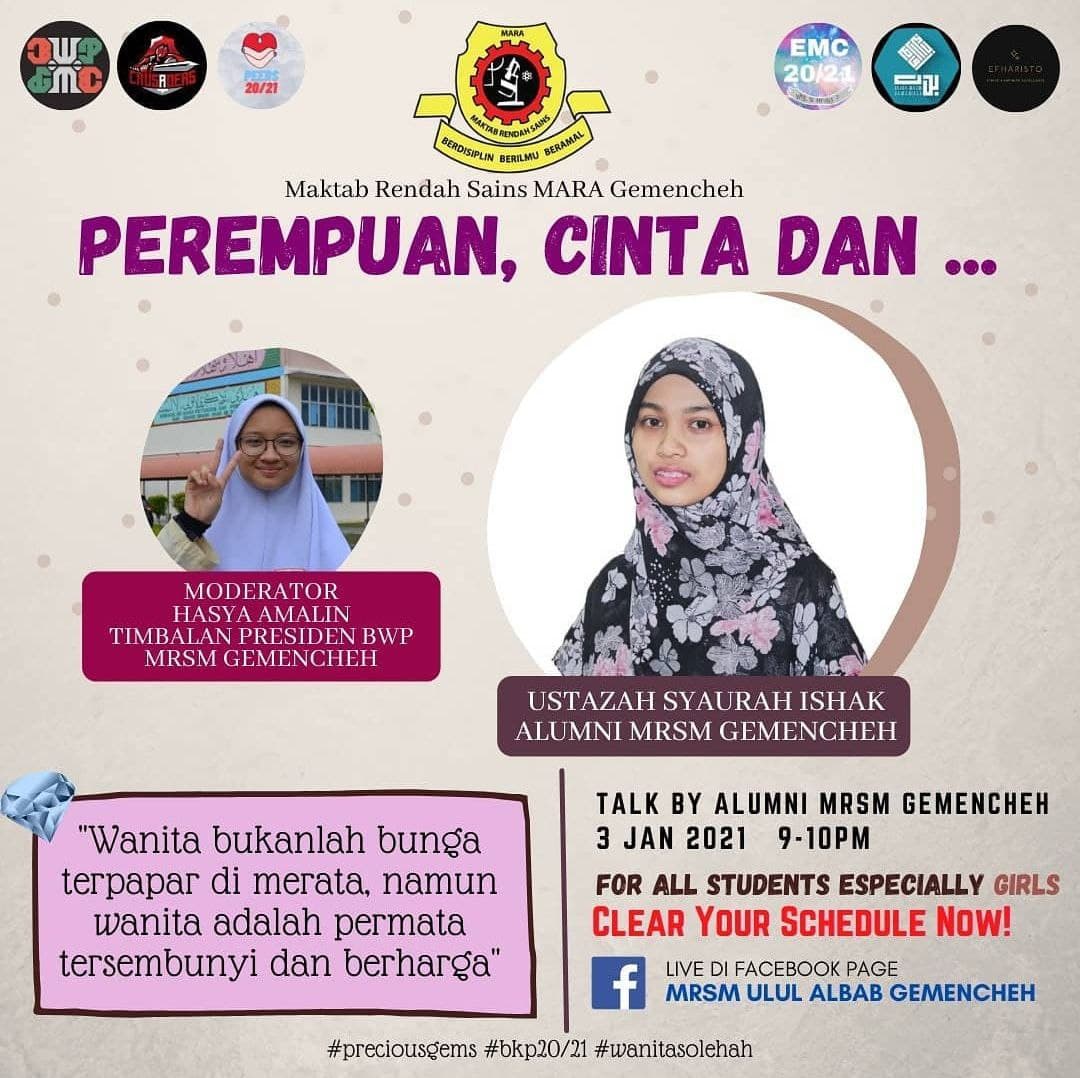 BWP
GMC
CRUSADERS
PEERS
20/21
MARA
MAKTAB RENDAH SAINS
BERDISIPLIN BERILMU BERAMAL
EMC
20/21
EFHARISTO
Maktab Rendah Sains MARA Gemencheh
PEREMPUAN, CINTA DAN ...
MODERATOR
HASYA AMALIN
TIMBALAN PRESIDEN BWP
MRSM GEMENCHEH
USTAZAH SYAURAH ISHAK
ALUMNI MRSM GEMENCHEH
"Wanita bukanlah bunga
terpapar di merata, namun
wanita adalah permata
tersembunyi dan berharga"
TALK BY ALUMNI MRSM GEMENCHEH
3 JAN 2021 9-10PM
FOR ALL STUDENTS ESPECIALLY GIRLS
CLEAR YOUR SCHEDULE NOW!
f
LIVE DI FACEBOOK PAGE
MRSM ULUL ALBAB GEMENCHEH
#preciousgems #bkp20/21 #wanitasolehah